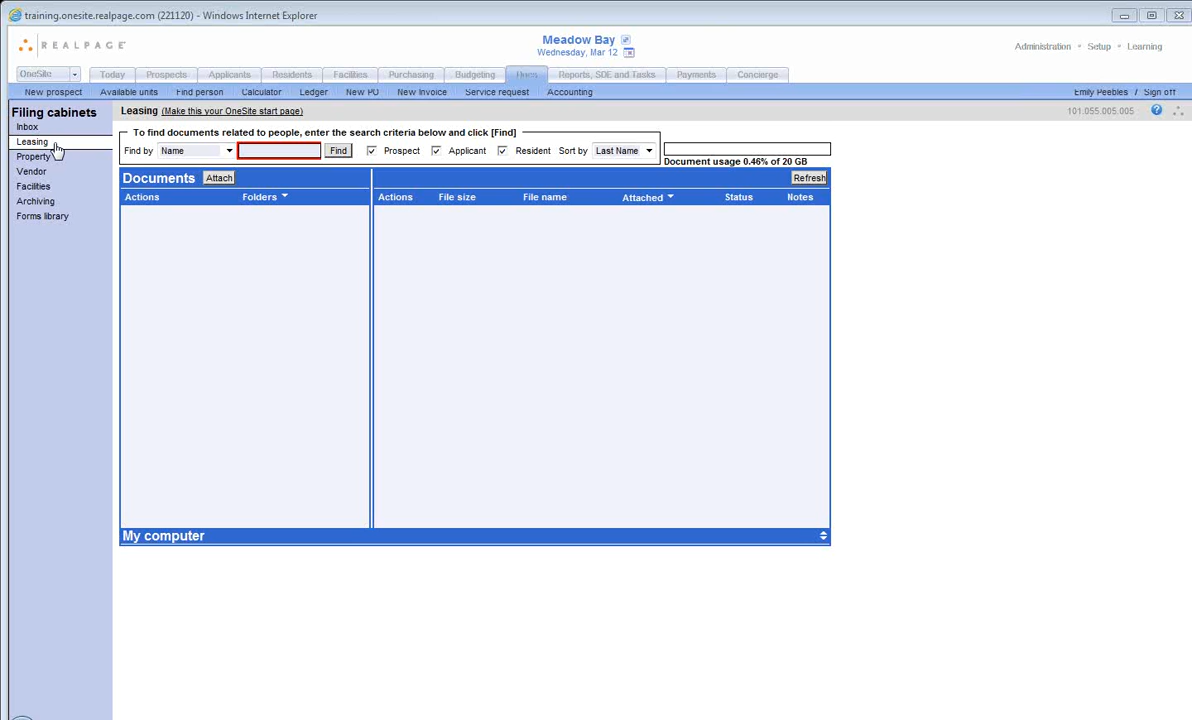 training.onesite.realpage.com (221120) - Windows Internet Explorer
REALPAGE
Meadow Bay
Wednesday, Mar 12
Administration • Setup • Learning
OneSite Today Prospects Applicants Residents Facilities Purchasing Budgeting Docs Reports, SDE and Tasks Payments Concierge
New prospect Available units Find person Calculator Ledger New PO New Invoice Service request Accounting Emily Peebles / Sign off
Filing cabinets
Inbox
Leasing
Property
Vendor
Facilities
Archiving
Forms library
Leasing (Make this your OneSite start page) 101.055.005.005
To find documents related to people, enter the search criteria below and click [Find]
Find by Name Find Prospect Applicant Resident Sort by Last Name
Document usage 0.46% of 20 GB
Documents Attach Refresh
Actions Folders Actions File size File name Attached Status Notes
My computer